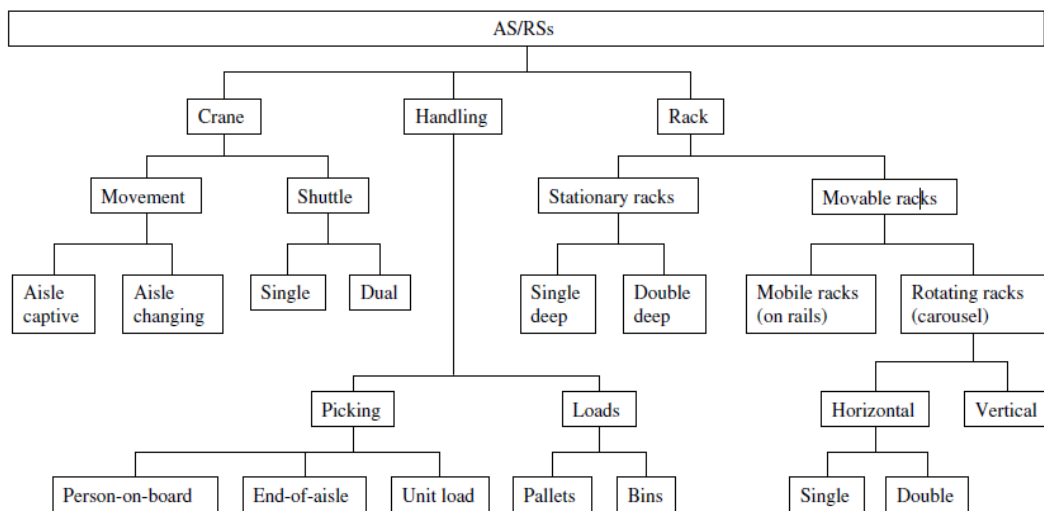 AS/RSs
Crane
Handling
Rack
Movement
Shuttle
Stationary racks
Movable racks
Aisle
captive
Aisle
changing
Single
Dual
Single
deep
Double
deep
Mobile racks
(on rails)
Rotating racks
(carousel)
Picking
Loads
Horizontal
Vertical
Person-on-board
End-of-aisle
Unit load
Pallets
Bins
Single
Double